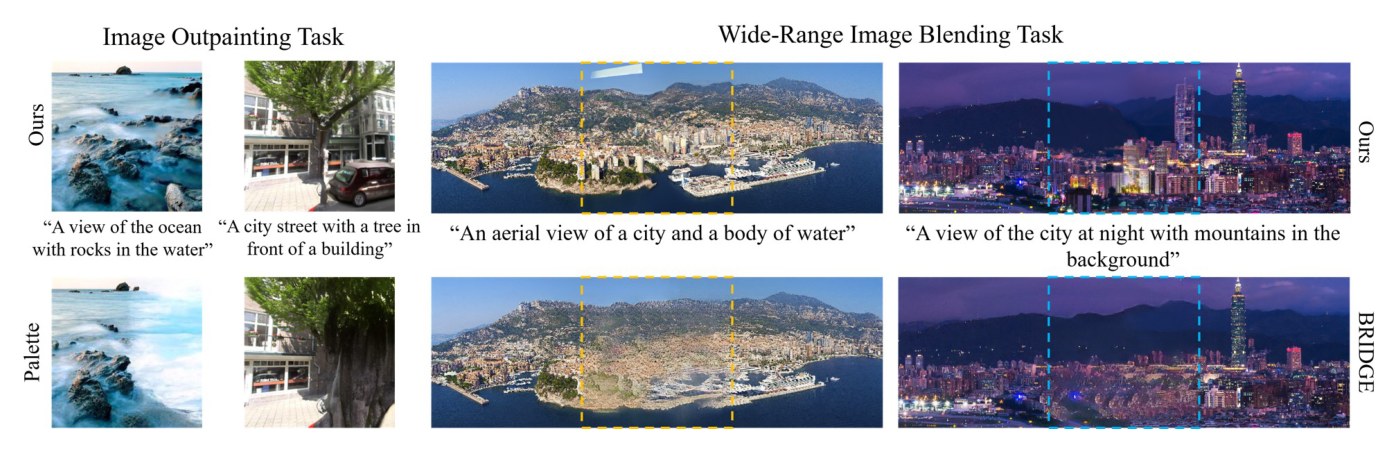 Image Outpainting Task
Wide-Range Image Blending Task
Ours
Ours
“A view of the ocean
with rocks in the water”
“A city street with a tree in
front of a building”
“An aerial view of a city and a body of water”
“A view of the city at night with mountains in the
background”
Palette
BRIDGE